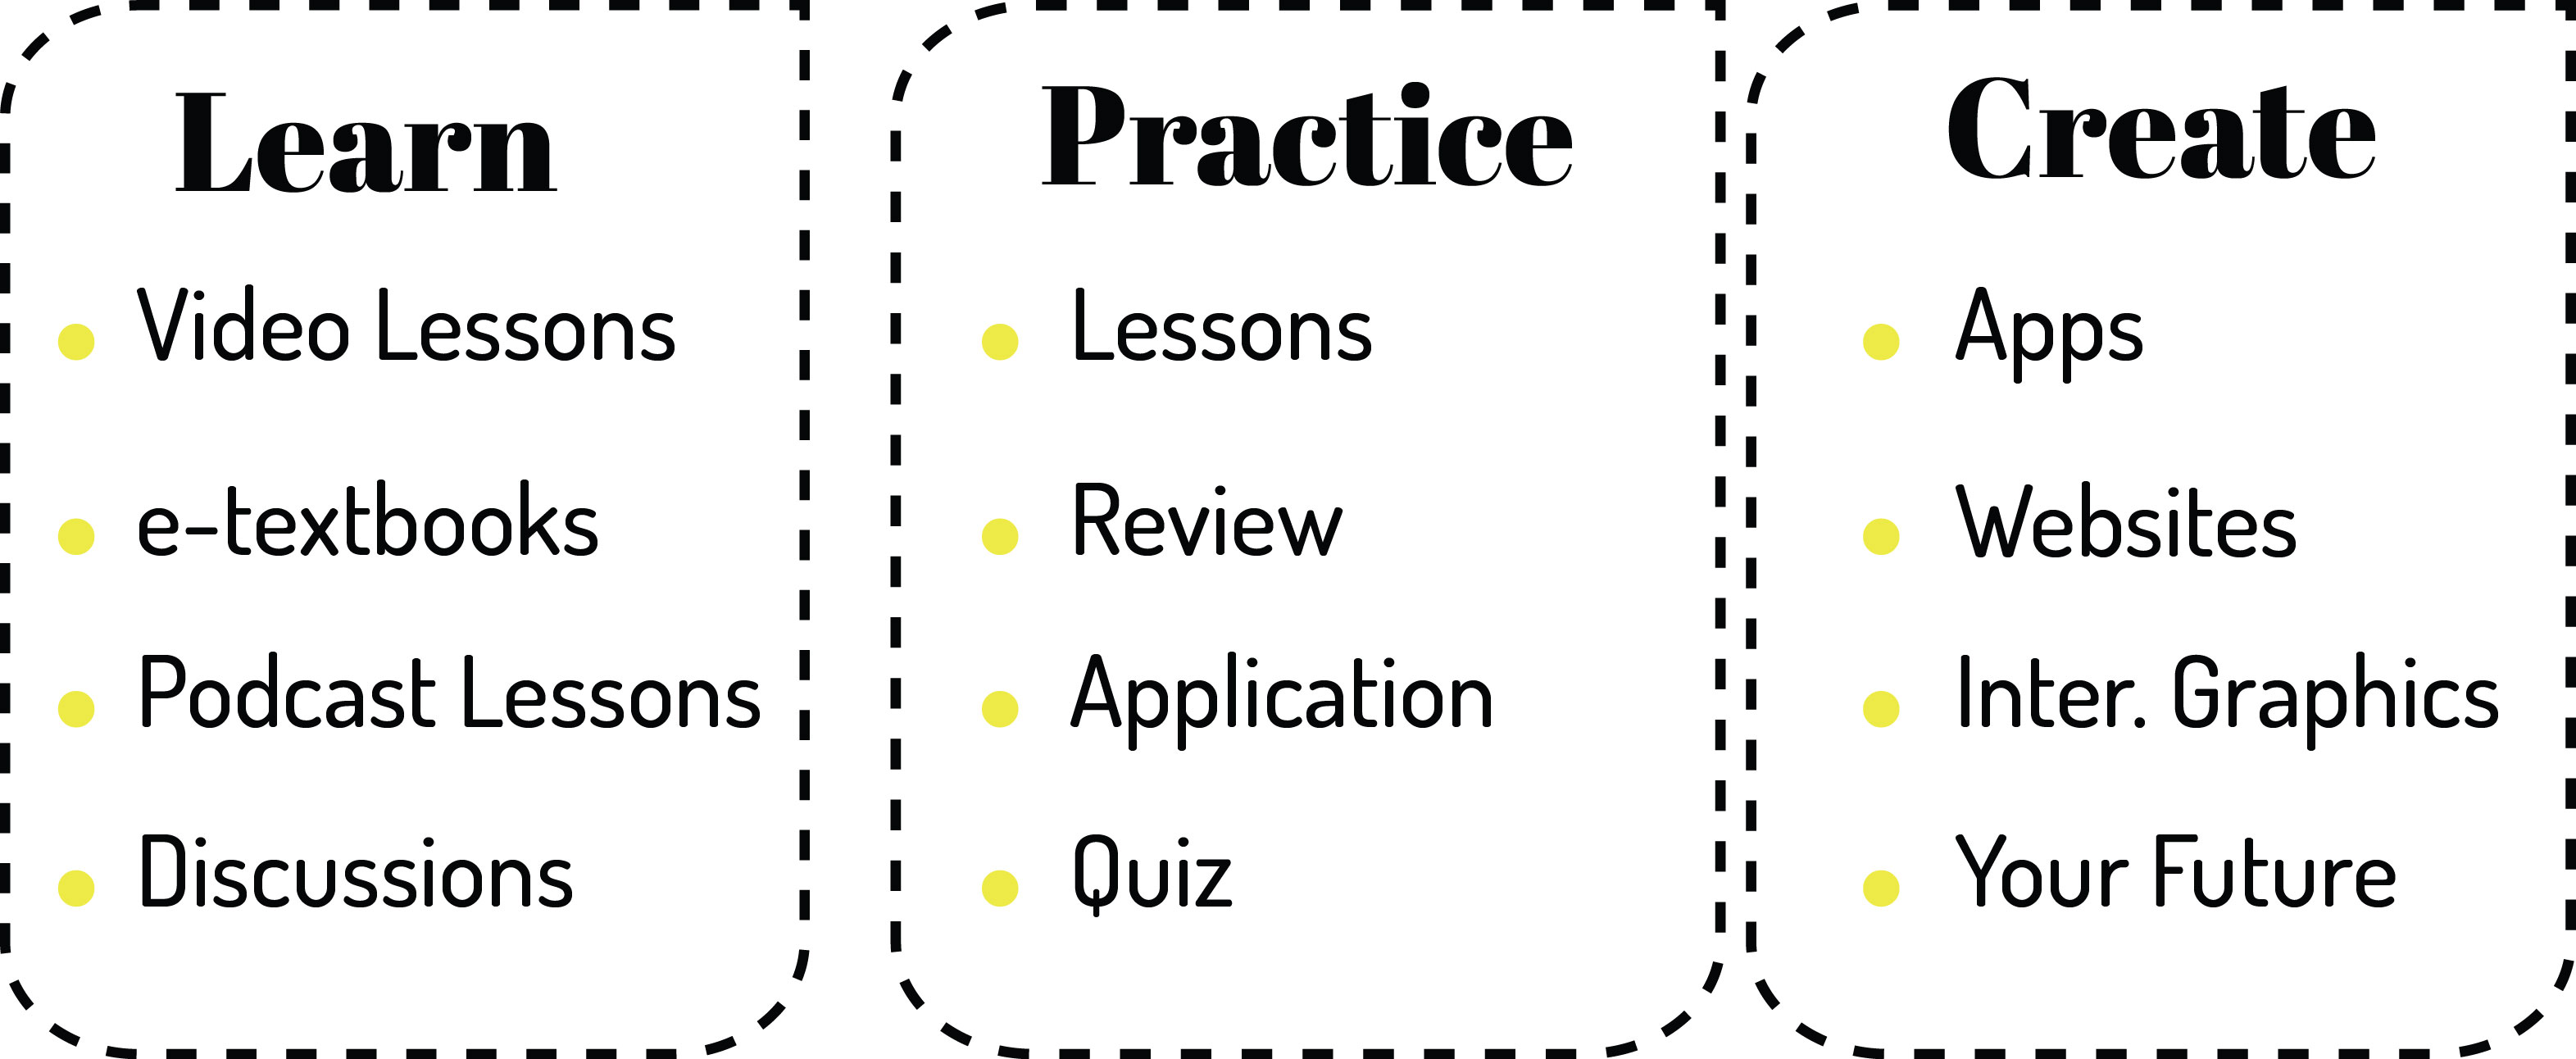 Learn
Video Lessons
e-textbooks
Podcast Lessons
Discussions
Practice
Lessons
Review
Application
Quiz
Create
Apps
Websites
Inter. Graphics
Your Future